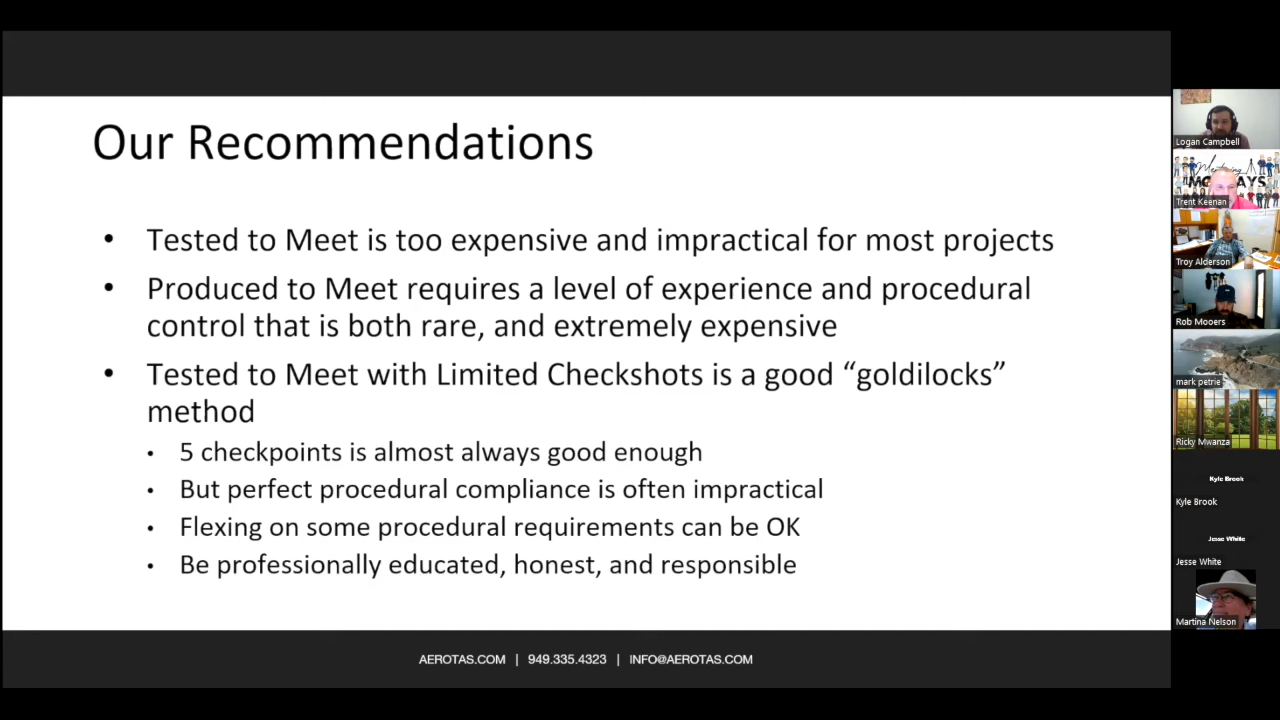 Our Recommendations
• Tested to Meet is too expensive and impractical for most projects
• Produced to Meet requires a level of experience and procedural
control that is both rare, and extremely expensive
• Tested to Meet with Limited Checkshots is a good “goldilocks”
method
• 5 checkpoints is almost always good enough
• But perfect procedural compliance is often impractical
• Flexing on some procedural requirements can be OK
• Be professionally educated, honest, and responsible
AEROTAS.COM | 949.335.4323 | INFO@AEROTAS.COM
Logan Campbell
Trent Keenan
Troy Alderson
Rob Mooers
mark petrie
Ricky Mwanza
Kyle Brook
Kyle Brook
Jesse White
Jesse White
Martina Nelson